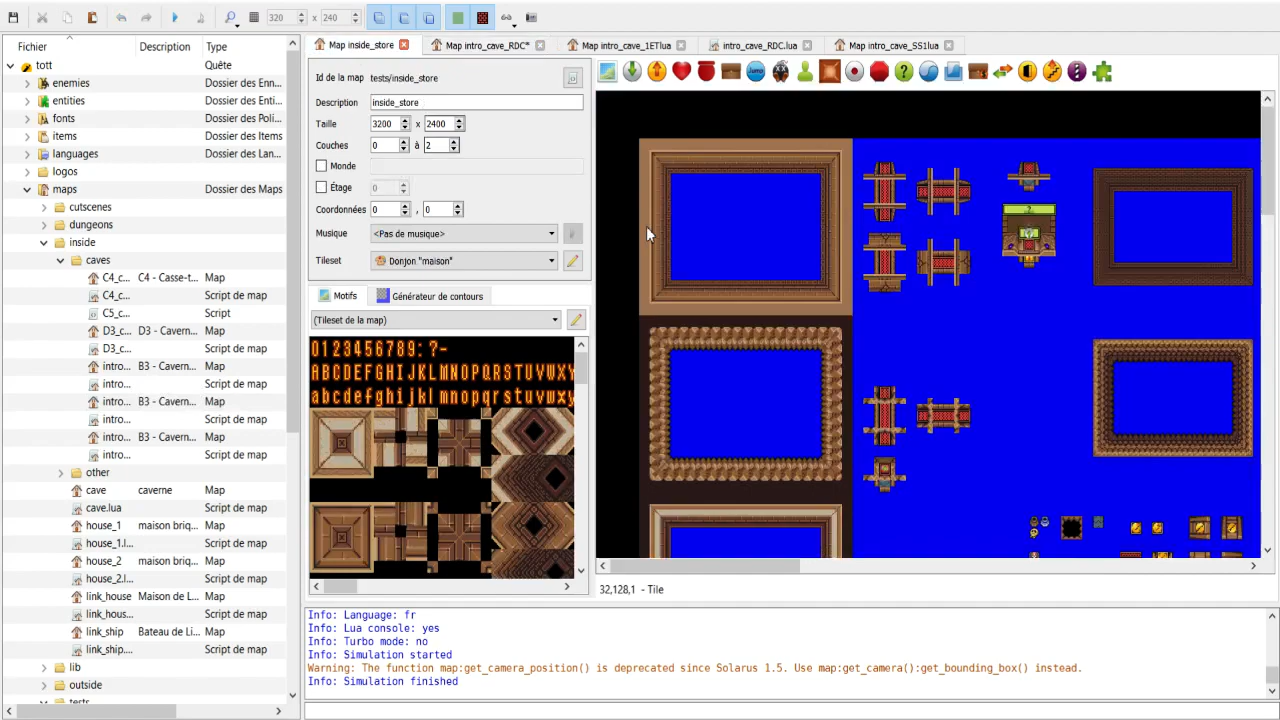 320 x 240
Fichier Description Type
tott Quête
enemies Dossier des Enn...
entities Dossier des Enti...
fonts Dossier des Poli...
items Dossier des Items
languages Dossier des Lan...
logos
maps Dossier des Maps
cutscenes
dungeons
inside
caves
C4_c... C4 - Casse-t... Map
C4_c... Script de map
C5_c... Script
D3_c... D3 - Cavern... Map
D3_c... Script de map
intro... B3 - Cavern... Map
intro... Script de map
intro... B3 - Cavern... Map
intro... Script de map
intro... B3 - Cavern... Map
intro... Script de map
other
cave caverne Map
cave.lua Script de map
house_1 maison briq... Map
house_1.l... Script de map
house_2 maison briq... Map
house_2.l... Script de map
link_house Maison de L... Map
link_hous... Script de map
link_ship Bateau de Li... Map
link_ship.... Script de map
lib
outside
tests
Map inside_store
Map intro_cave_RDC*
Map intro_cave_1ETlua
intro_cave_RDC.lua
Map intro_cave_SS1lua
Id de la map tests/inside_store
Description inside_store
Taille 3200 x 2400
Couches 0 à 2
Monde
Étage 0
Coordonnées 0 , 0
Musique <Pas de musique>
Tileset Donjon "maison"
Motifs Générateur de contours
(Tileset de la map)
0123456789:?-
ABCDEFGHIJKLMNOPQRSTUVWXY
abcdefghijklmnopqrstuvwxy
Jump
32,128,1 - Tile
Info: Language: fr
Info: Lua console: yes
Info: Turbo mode: no
Info: Simulation started
Warning: The function map:get_camera_position() is deprecated since Solarus 1.5. Use map:get_camera():get_bounding_box() instead.
Info: Simulation finished